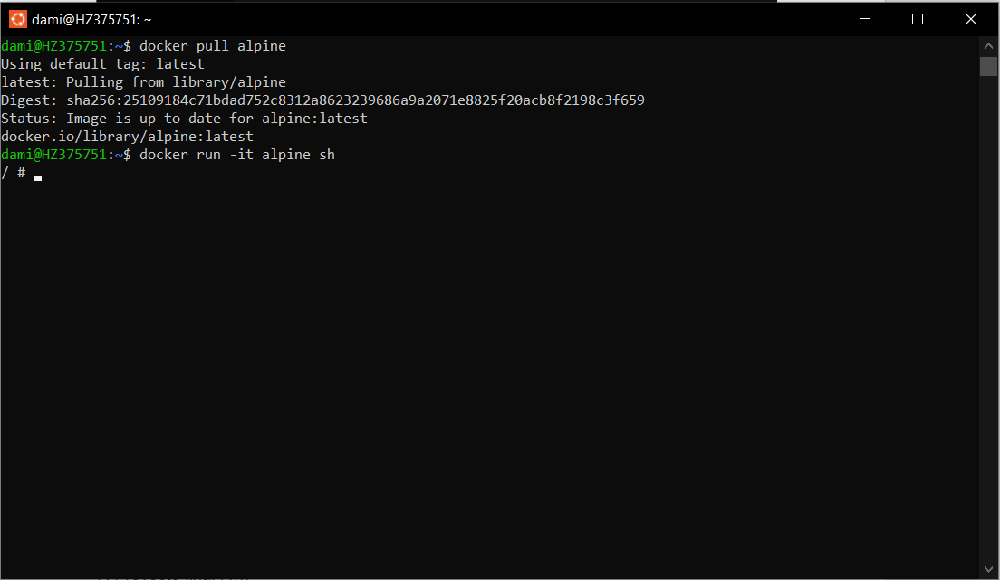 dami@HZ375751: ~
dami@HZ375751:~$ docker pull alpine
Using default tag: latest
latest: Pulling from library/alpine
Digest: sha256:25109184c71bdad752c8312a8623239686a9a2071e8825f20acb8f2198c3f659
Status: Image is up to date for alpine:latest
docker.io/library/alpine:latest
dami@HZ375751:~$ docker run -it alpine sh
/ #